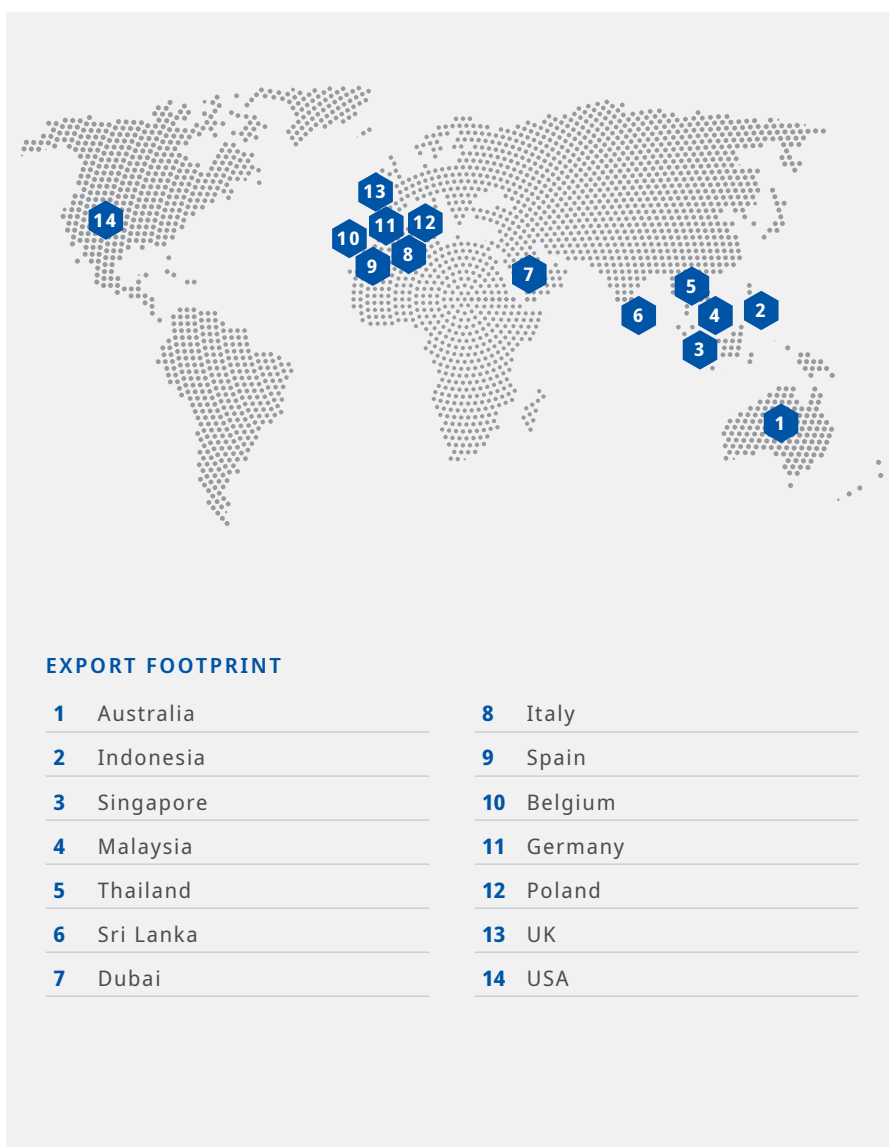 13
14
11
12
10
8
9
7
5
6
4
2
3
1
EXPORT FOOTPRINT
1 Australia
2 Indonesia
3 Singapore
4 Malaysia
5 Thailand
6 Sri Lanka
7 Dubai
8 Italy
9 Spain
10 Belgium
11 Germany
12 Poland
13 UK
14 USA